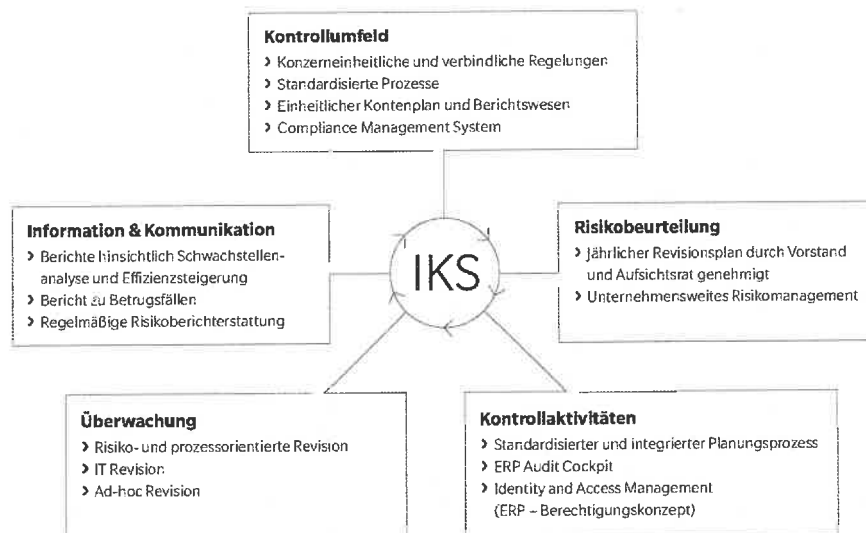 Kontrollumfeld
› Konzerneinheitliche und verbindliche Regelungen
› Standardisierte Prozesse
› Einheitlicher Kontenplan und Berichtswesen
› Compliance Management System
Information & Kommunikation
› Berichte hinsichtlich Schwachstellen-
analyse und Effizienzsteigerung
› Bericht zu Betrugsfällen
› Regelmäßige Risikoberichterstattung
IKS
Risikobeurteilung
› Jährlicher Revisionsplan durch Vorstand
und Aufsichtsrat genehmigt
› Unternehmensweites Risikomanagement
Überwachung
› Risiko- und prozessorientierte Revision
› IT Revision
› Ad-hoc Revision
Kontrollaktivitäten
› Standardisierter und integrierter Planungsprozess
› ERP Audit Cockpit
› Identity and Access Management
(ERP – Berechtigungskonzept)